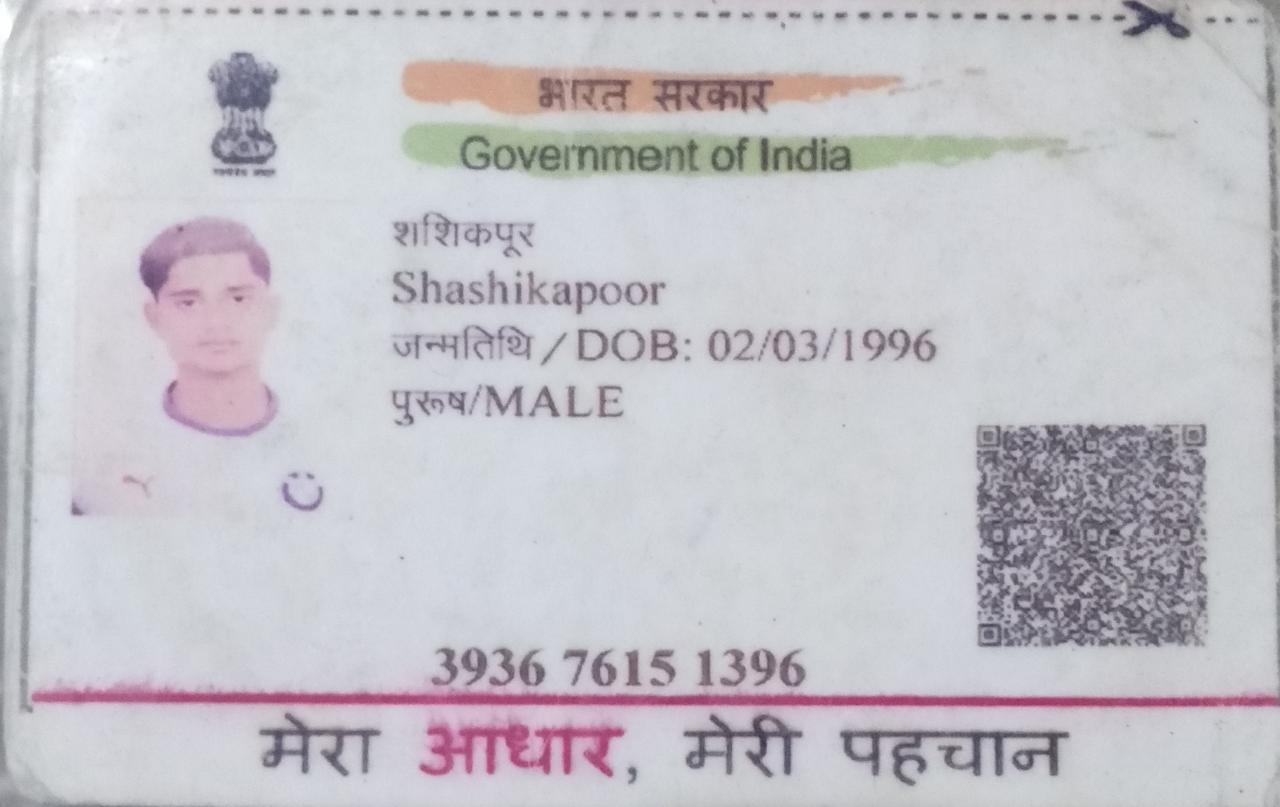 भारत सरकार
Government of India
शशिकपूर
Shashikapoor
जन्मतिथि / DOB: 02/03/1996
पुरूष/MALE
3936 7615 1396
मेरा आधार, मेरी पहचान